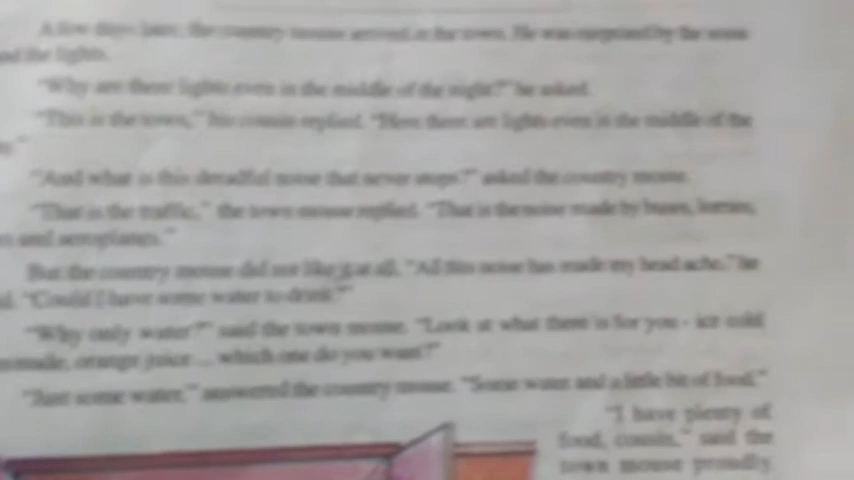 A few days later, the country mouse arrived in the town. He was surprised by the noise
and the lights.
"Why are there lights even in the middle of the night?" he asked.
"This is the town," his cousin replied. "Here there are lights even in the middle of the
"And what is this dreadful noise that never stops?" asked the country mouse.
"That is the traffic," the town mouse replied. "That is the noise made by buses, lorries,
and aeroplanes."
But the country mouse did not like it at all. "All this noise has made my head ache," he
"Could I have some water to drink?"
"Why only water?" said the town mouse. "Look at what there is for you - ice cold
orange juice ... which one do you want?"
"Just some water," answered the country mouse. "Some water and a little bit of food."
"I have plenty of
food, cousin," said the
town mouse proudly.